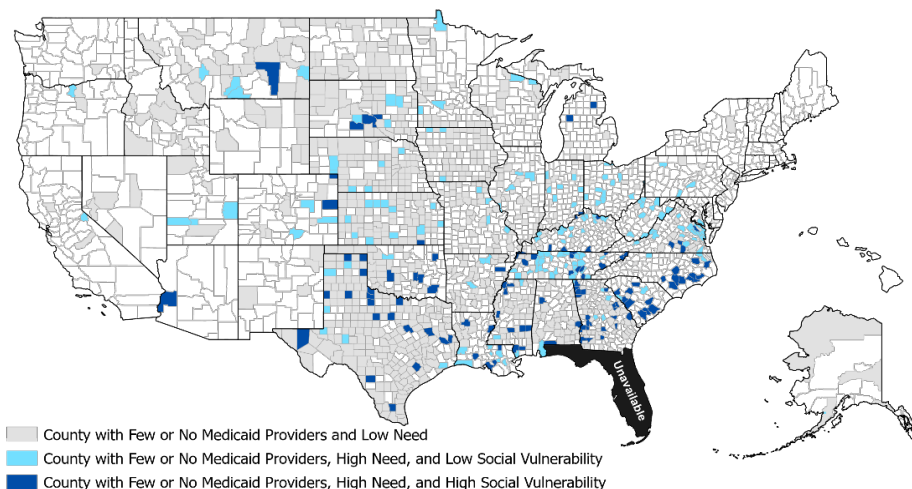 Unavailable
County with Few or No Medicaid Providers and Low Need
County with Few or No Medicaid Providers, High Need, and Low Social Vulnerability
County with Few or No Medicaid Providers, High Need, and High Social Vulnerability